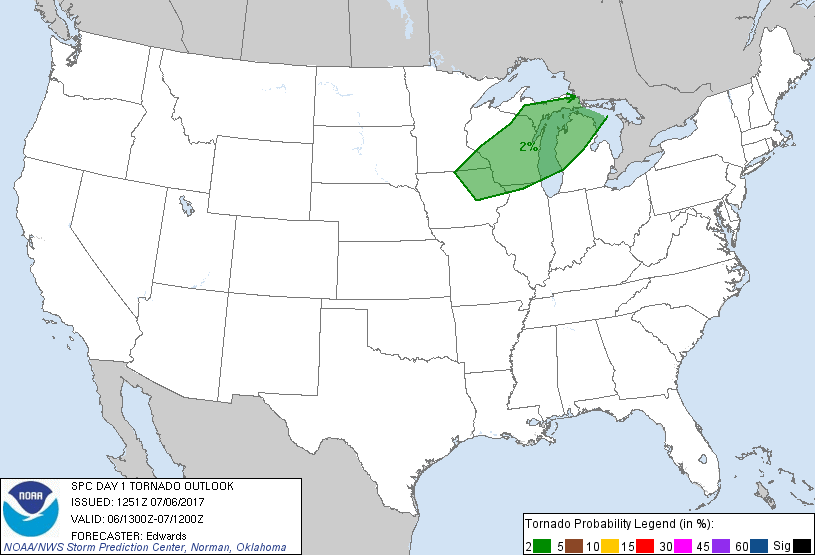 2%
NOAA
SPC DAY 1 TORNADO OUTLOOK
ISSUED: 1251Z 07/06/2017
VALID: 06/1300Z-07/1200Z
FORECASTER: Edwards
NOAA/NWS Storm Prediction Center, Norman, Oklahoma
Tornado Probability Legend (in %):
2 5 10 15 30 45 60 Sig